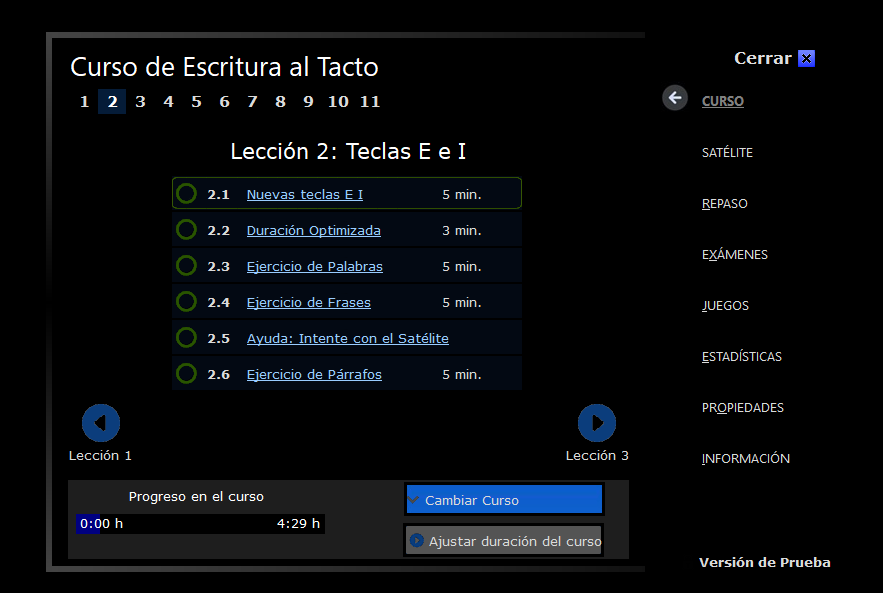 Curso de Escritura al Tacto
1 2 3 4 5 6 7 8 9 10 11
Lección 2: Teclas E e I
2.1 Nuevas teclas E I 5 min.
2.2 Duración Optimizada 3 min.
2.3 Ejercicio de Palabras 5 min.
2.4 Ejercicio de Frases 5 min.
2.5 Ayuda: Intente con el Satélite
2.6 Ejercicio de Párrafos 5 min.
Lección 1
Lección 3
Progreso en el curso
0:00 h 4:29 h
Cambiar Curso
Ajustar duración del curso
Cerrar
CURSO
SATÉLITE
REPASO
EXÁMENES
JUEGOS
ESTADÍSTICAS
PROPIEDADES
INFORMACIÓN
Versión de Prueba